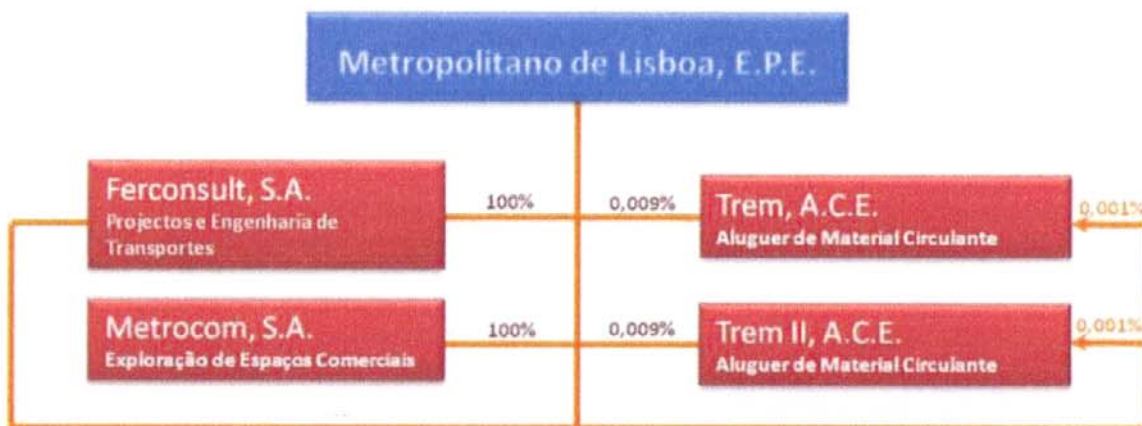 Metropolitano de Lisboa, E.P.E.
Ferconsult, S.A.
Projectos e Engenharia de
Transportes
100%
0,009%
Trem, A.C.E.
Aluguer de Material Circulante
0,001%
Metrocom, S.A.
Exploração de Espaços Comerciais
100%
0,009%
Trem II, A.C.E.
Aluguer de Material Circulante
0,001%